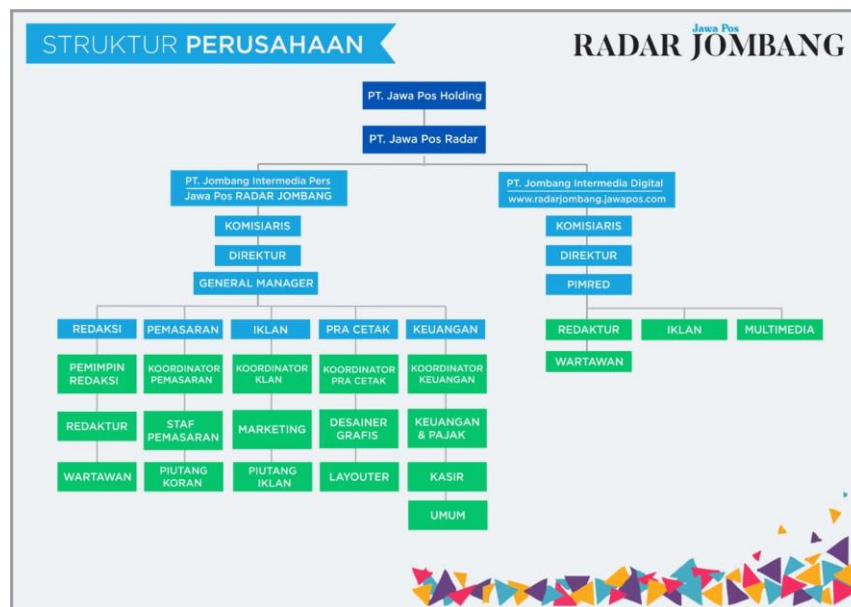 STRUKTUR PERUSAHAAN
Jawa Pos
RADAR JOMBANG
PT. Jawa Pos Holding
PT. Jawa Pos Radar
PT. Jombang Intermedia Pers
Jawa Pos RADAR JOMBANG
KOMISIARIS
DIREKTUR
GENERAL MANAGER
PT. Jombang Intermedia Digital
www.radarjombang.jawapos.com
KOMISIARIS
DIREKTUR
PIMRED
REDAKSI
PEMASARAN
IKLAN
PRA CETAK
KEUANGAN
REDAKTUR
IKLAN
MULTIMEDIA
WARTAWAN
PEMIMPIN
REDAKSI
KOORDINATOR
PEMASARAN
KOORDINATOR
KLAN
KOORDINATOR
PRA CETAK
KOORDINATOR
KEUANGAN
REDAKTUR
STAF
PEMASARAN
MARKETING
DESAINER
GRAFIS
KEUANGAN
& PAJAK
WARTAWAN
PIUTANG
KORAN
PIUTANG
IKLAN
LAYOUTER
KASIR
UMUM